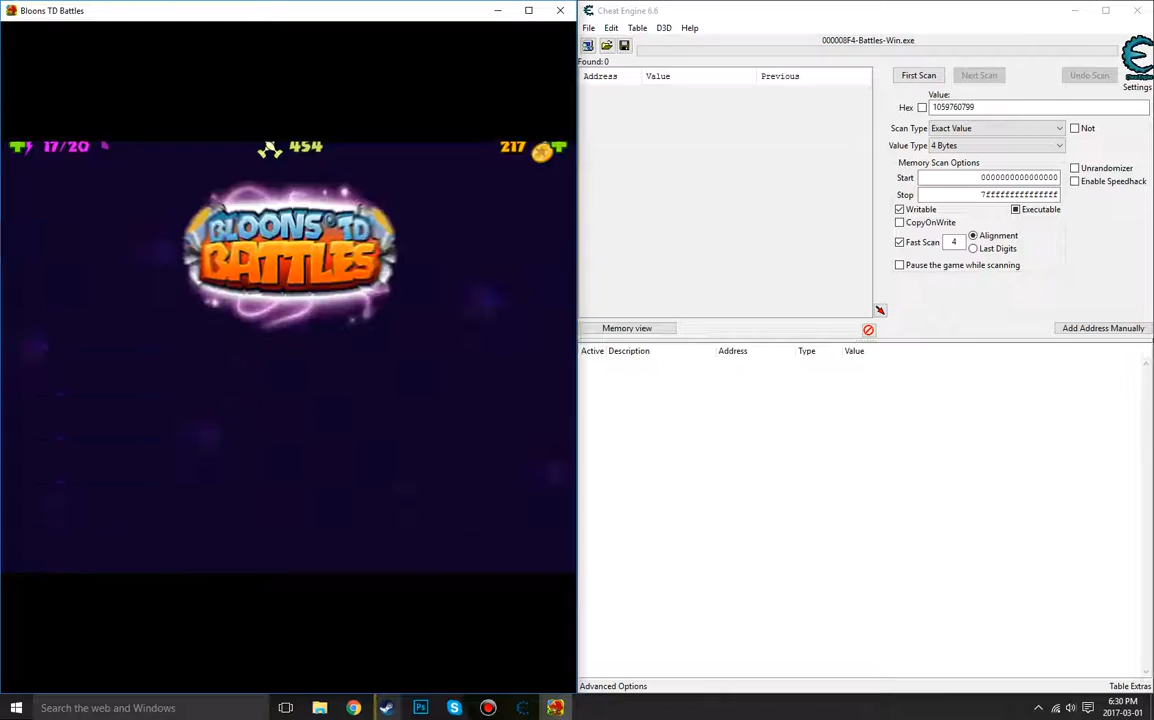 Bloons TD Battles
17/20
454
217
BLOONS TD
BATTLES
Cheat Engine 6.6
File Edit Table D3D Help
000008F4-Battles-Win.exe
Found: 0
Address Value Previous
First Scan Next Scan Undo Scan
Settings
Value:
Hex 1059760799
Scan Type Exact Value Not
Value Type 4 Bytes
Memory Scan Options
Start 0000000000000000
Stop 7fffffffffffffff
Unrandomizer
Enable Speedhack
Writable Executable
CopyOnWrite
Fast Scan 4 Alignment
Last Digits
Pause the game while scanning
Memory view Add Address Manually
Active Description Address Type Value
Advanced Options Table Extras
Search the web and Windows
6:30 PM
2017-03-01